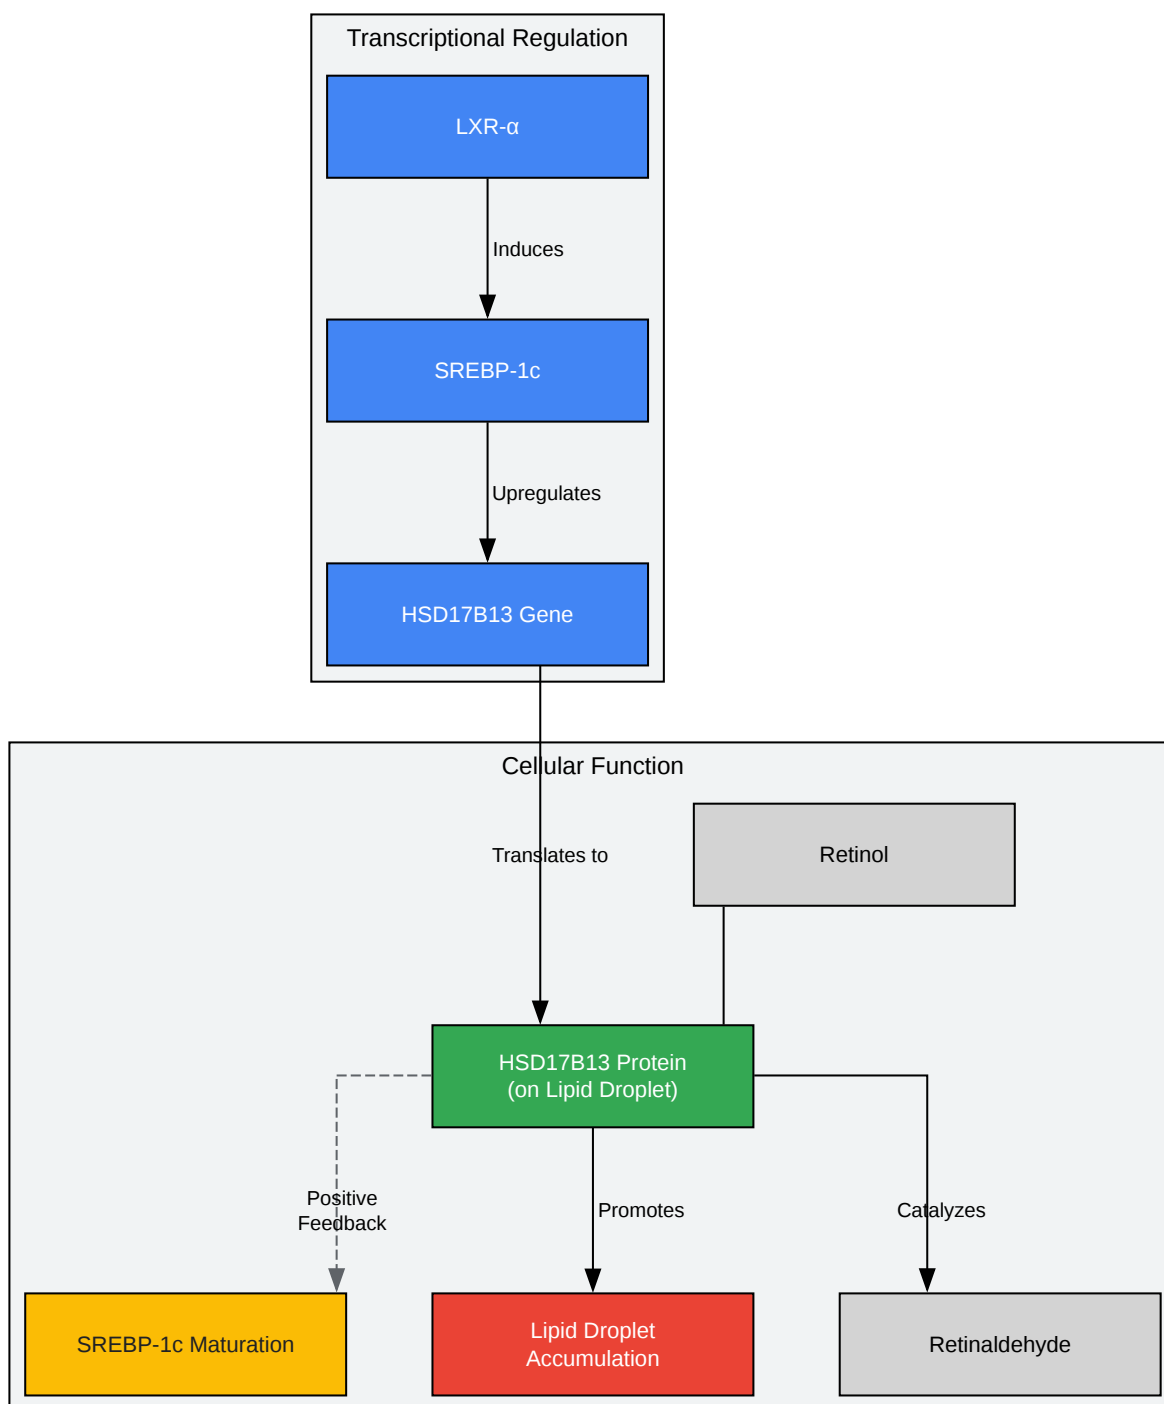 Transcriptional Regulation
LXR-α
Induces
SREBP-1c
Upregulates
HSD17B13 Gene
Cellular Function
Translates to
Retinol
HSD17B13 Protein
(on Lipid Droplet)
Positive
Feedback
Promotes
Catalyzes
SREBP-1c Maturation
Lipid Droplet
Accumulation
Retinaldehyde